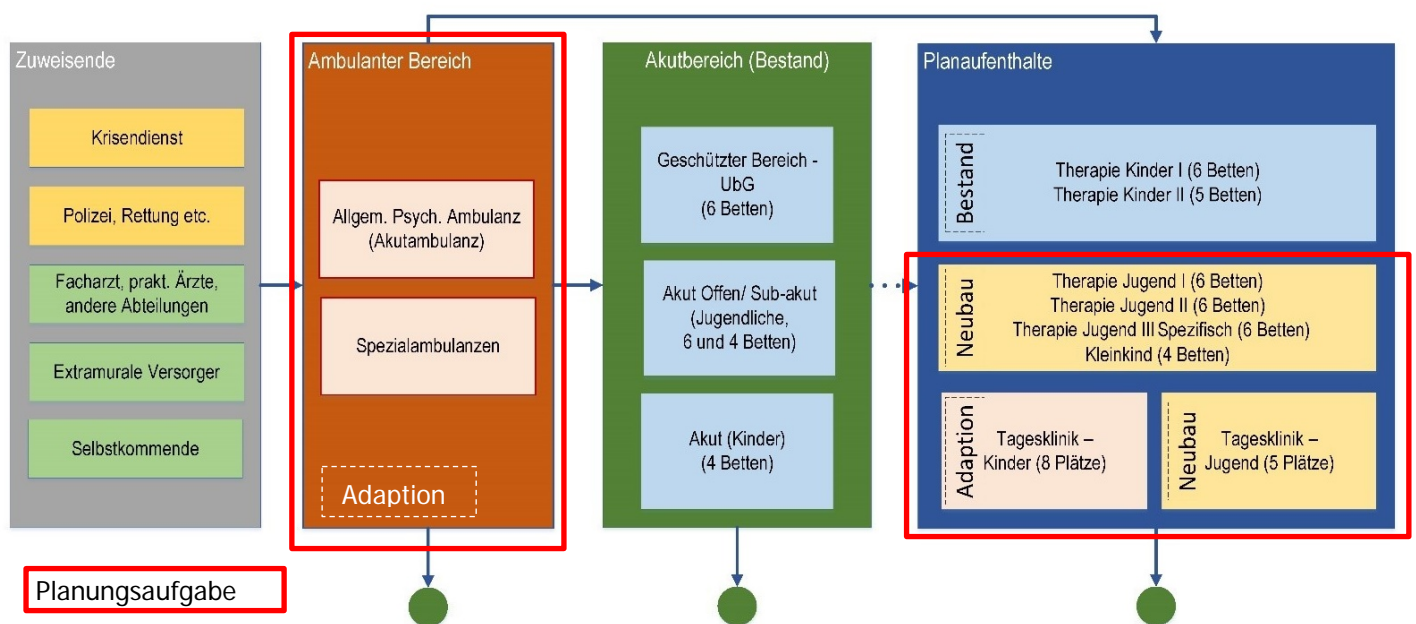 Zuweisende
Krisendienst
Polizei, Rettung etc.
Facharzt, prakt. Ärzte,
andere Abteilungen
Extramurale Versorger
Selbstkommende
Ambulanter Bereich
Allgem. Psych. Ambulanz
(Akutambulanz)
Spezialambulanzen
Adaption
Akutbereich (Bestand)
Geschützter Bereich -
UbG
(6 Betten)
Akut Offen/ Sub-akut
(Jugendliche,
6 und 4 Betten)
Akut (Kinder)
(4 Betten)
Planaufenthalte
Bestand
Therapie Kinder I (6 Betten)
Therapie Kinder II (5 Betten)
Neubau
Therapie Jugend I (6 Betten)
Therapie Jugend II (6 Betten)
Therapie Jugend III Spezifisch (6 Betten)
Kleinkind (4 Betten)
Adaption
Tagesklinik –
Kinder (8 Plätze)
Neubau
Tagesklinik –
Jugend (5 Plätze)
Planungsaufgabe